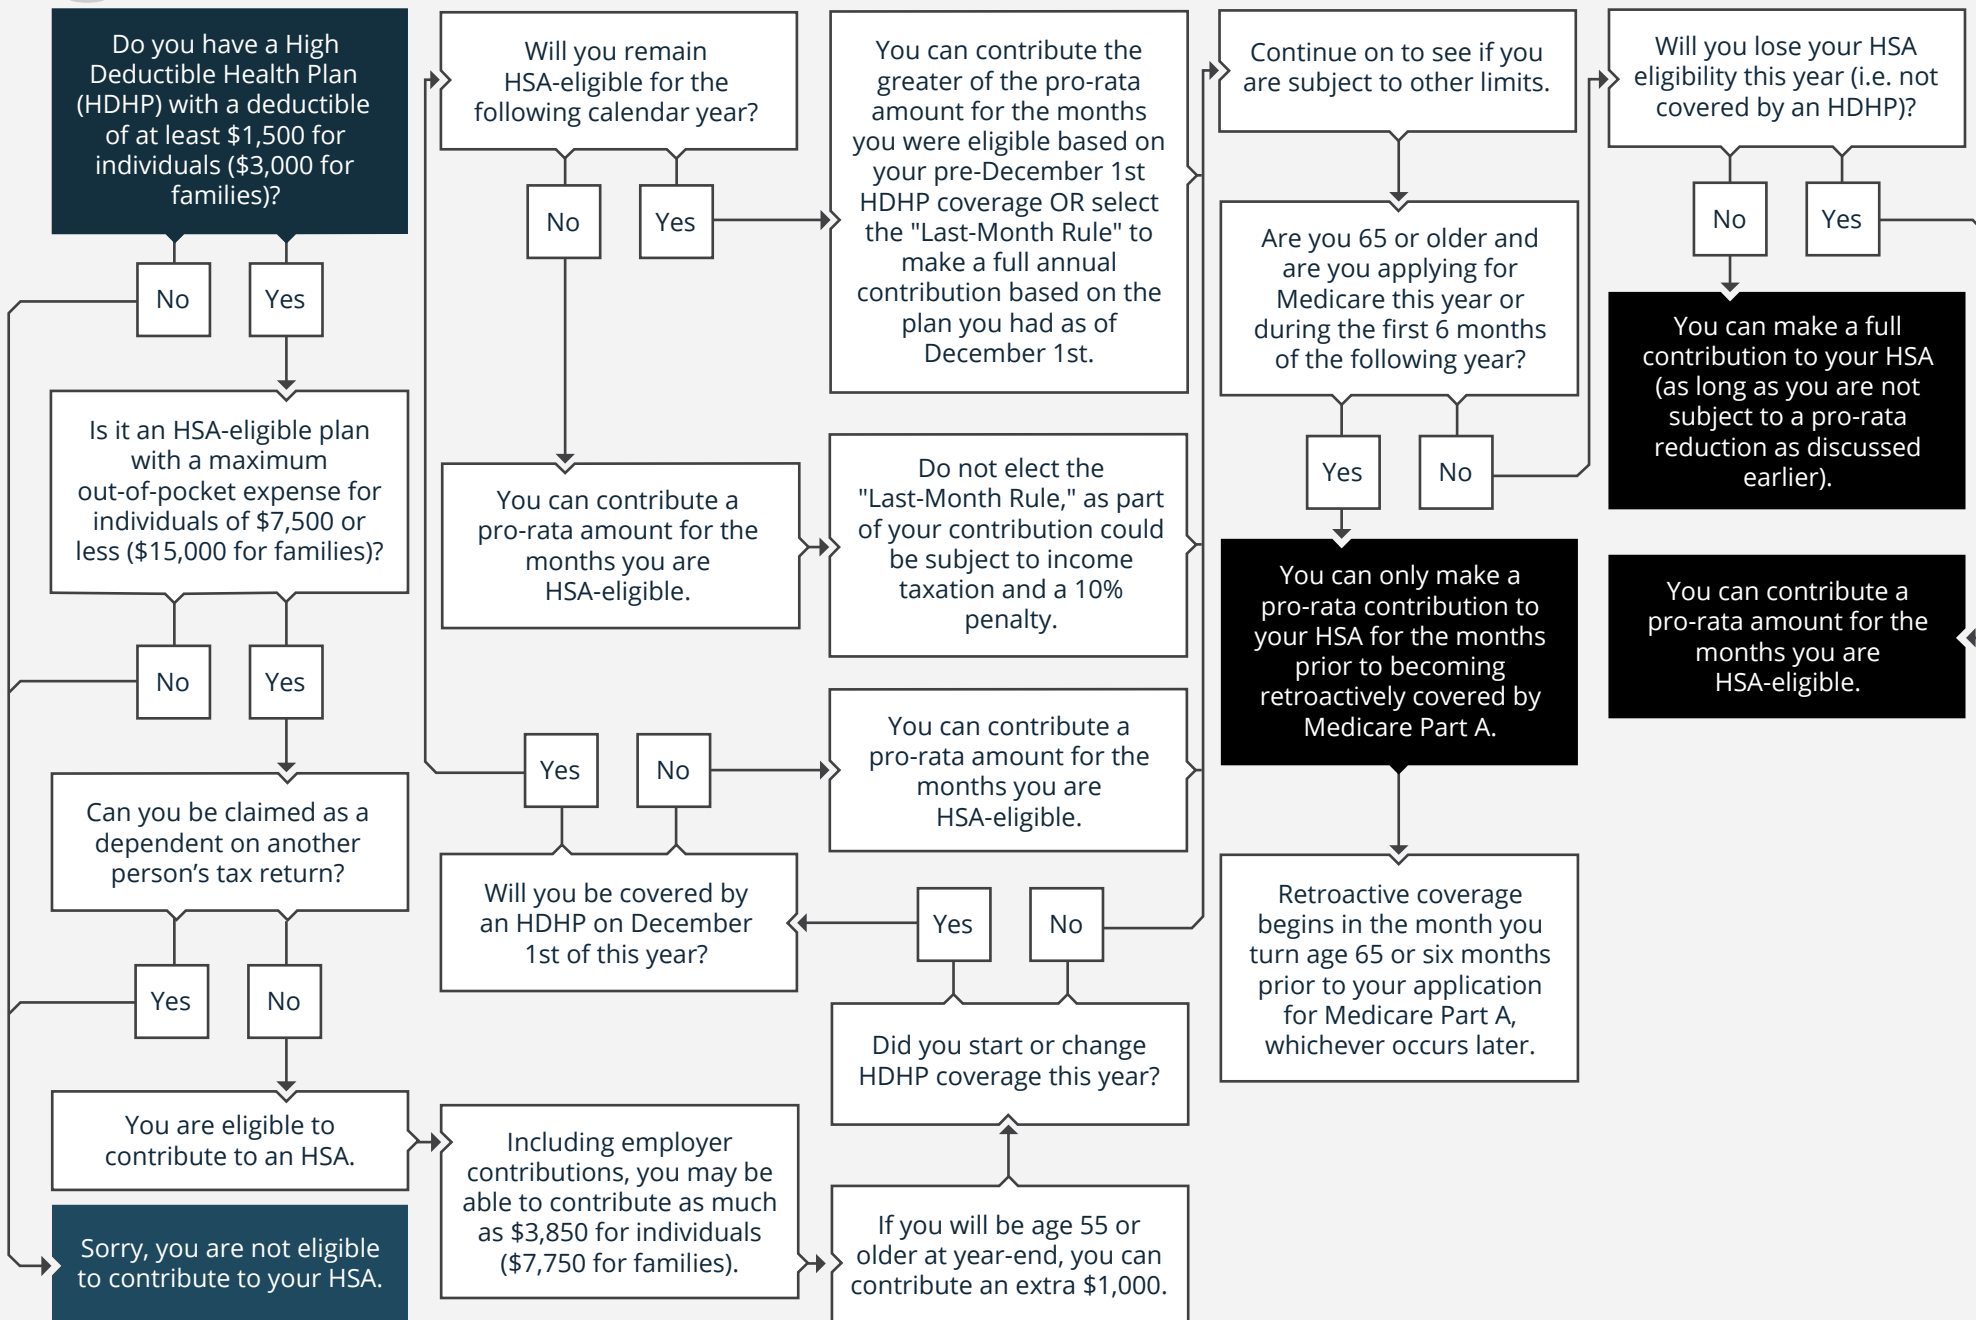 Do you have a High
Deductible Health Plan
(HDHP) with a deductible
of at least $1,500 for
individuals ($3,000 for
families)?
No
Yes
Is it an HSA-eligible plan
with a maximum
out-of-pocket expense for
individuals of $7,500 or
less ($15,000 for families)?
No
Yes
Can you be claimed as a
dependent on another
person’s tax return?
Yes
No
You are eligible to
contribute to an HSA.
Sorry, you are not eligible
to contribute to your HSA.
Including employer
contributions, you may be
able to contribute as much
as $3,850 for individuals
($7,750 for families).
If you will be age 55 or
older at year-end, you can
contribute an extra $1,000.
Did you start or change
HDHP coverage this year?
Yes
No
Will you be covered by
an HDHP on December
1st of this year?
Yes
No
You can contribute a
pro-rata amount for the
months you are
HSA-eligible.
Will you remain
HSA-eligible for the
following calendar year?
No
Yes
You can contribute a
pro-rata amount for the
months you are
HSA-eligible.
Do not elect the
"Last-Month Rule," as part
of your contribution could
be subject to income
taxation and a 10%
penalty.
You can contribute the
greater of the pro-rata
amount for the months
you were eligible based on
your pre-December 1st
HDHP coverage OR select
the "Last-Month Rule" to
make a full annual
contribution based on the
plan you had as of
December 1st.
Continue on to see if you
are subject to other limits.
Are you 65 or older and
are you applying for
Medicare this year or
during the first 6 months
of the following year?
Yes
No
You can only make a
pro-rata contribution to
your HSA for the months
prior to becoming
retroactively covered by
Medicare Part A.
Retroactive coverage
begins in the month you
turn age 65 or six months
prior to your application
for Medicare Part A,
whichever occurs later.
Will you lose your HSA
eligibility this year (i.e. not
covered by an HDHP)?
No
Yes
You can make a full
contribution to your HSA
(as long as you are not
subject to a pro-rata
reduction as discussed
earlier).
You can contribute a
pro-rata amount for the
months you are
HSA-eligible.